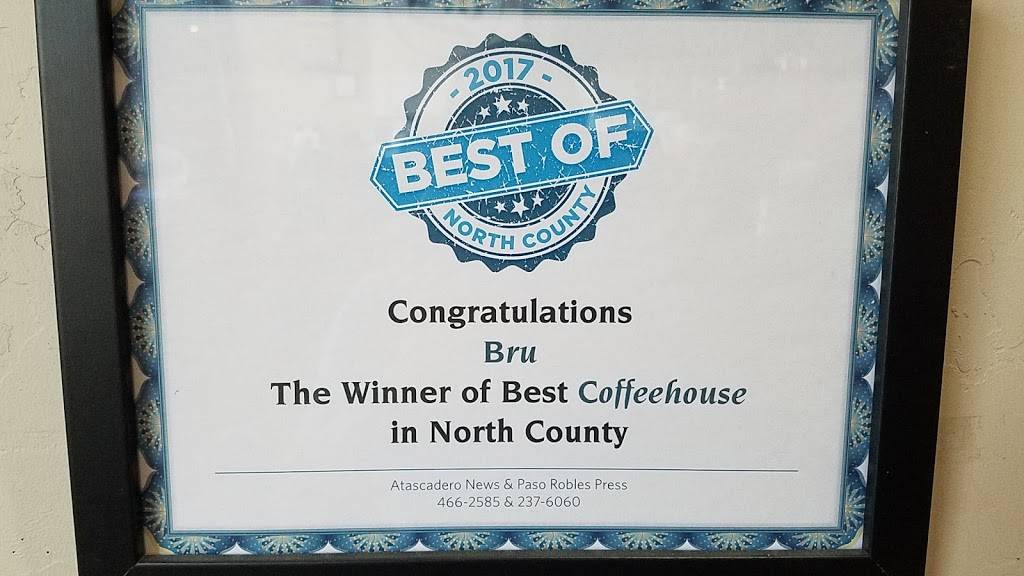 - 2017 -
BEST OF
NORTH COUNTY
Congratulations
Bru
The Winner of Best Coffeehouse
in North County
Atascadero News & Paso Robles Press
466-2585 & 237-6060